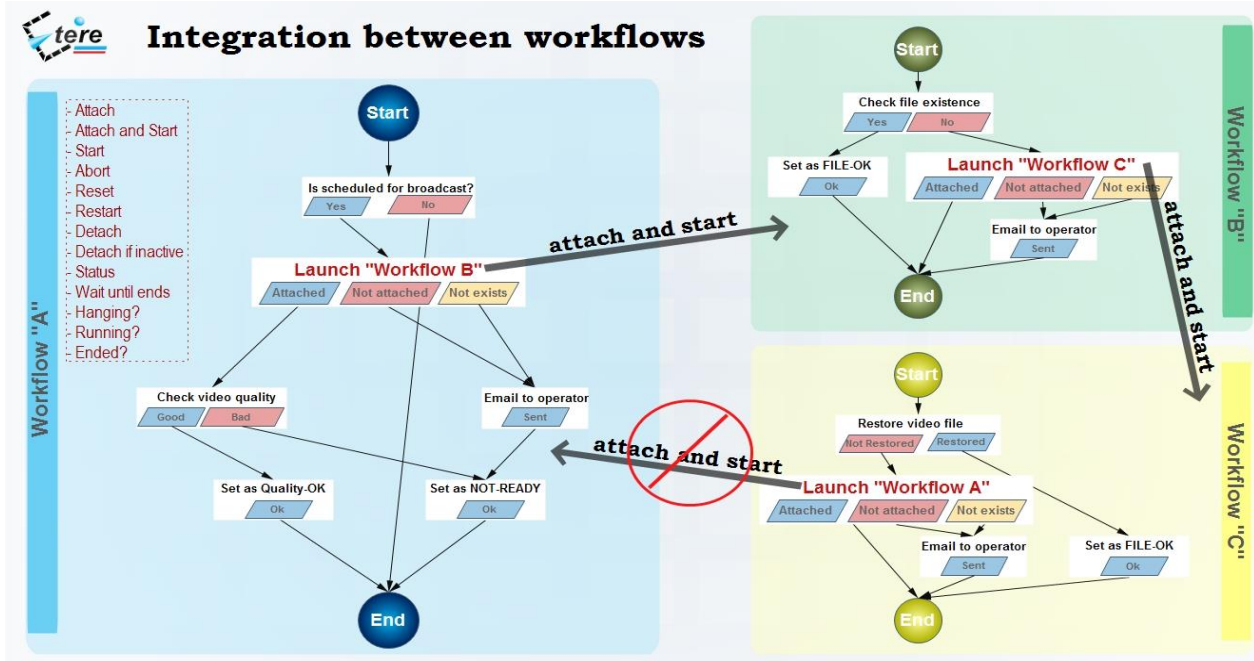 tere
Integration between workflows
Workflow "A"
- Attach
- Attach and Start
- Start
- Abort
- Reset
- Restart
- Detach
- Detach if inactive
- Status
- Wait until ends
- Hanging?
- Running?
- Ended?
Start
Is scheduled for broadcast?
Yes No
Launch "Workflow B"
Attached Not attached Not exists
Check video quality
Good Bad
Email to operator
Sent
Set as Quality-OK
Ok
Set as NOT-READY
Ok
End
attach and start
Workflow "B"
Start
Check file existence
Yes No
Set as FILE-OK
Ok
Launch "Workflow C"
Attached Not attached Not exists
Email to operator
Sent
End
attach and start
Workflow "C"
Start
Restore video file
Not Restored Restored
Launch "Workflow A"
Attached Not attached Not exists
Email to operator
Sent
Set as FILE-OK
Ok
End
attach and start